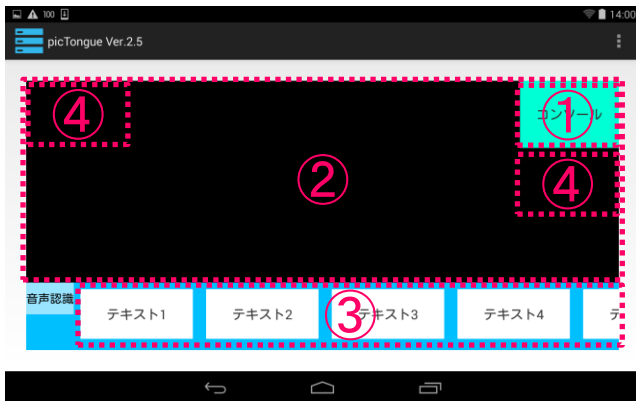 100 14:00
picTongue Ver.2.5
④ コンソール ①
② ④
音声認識
テキスト1 テキスト2 テキスト3 テキスト4 テ
③